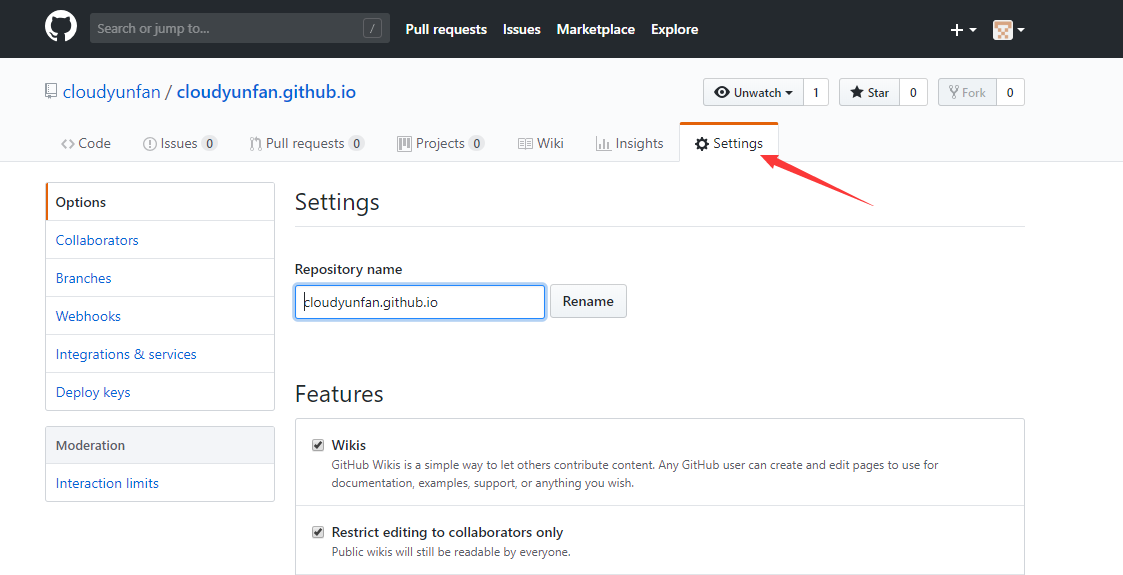 Search or jump to... /
Pull requests Issues Marketplace Explore
cloudyunfan / cloudyunfan.github.io
Unwatch 1 Star 0 Fork 0
Code Issues 0 Pull requests 0 Projects 0 Wiki Insights Settings
Options
Collaborators
Branches
Webhooks
Integrations & services
Deploy keys
Moderation
Interaction limits
Settings
Repository name
cloudyunfan.github.io Rename
Features
Wikis
GitHub Wikis is a simple way to let others contribute content. Any GitHub user can create and edit pages to use for
documentation, examples, support, or anything you wish.
Restrict editing to collaborators only
Public wikis will still be readable by everyone.